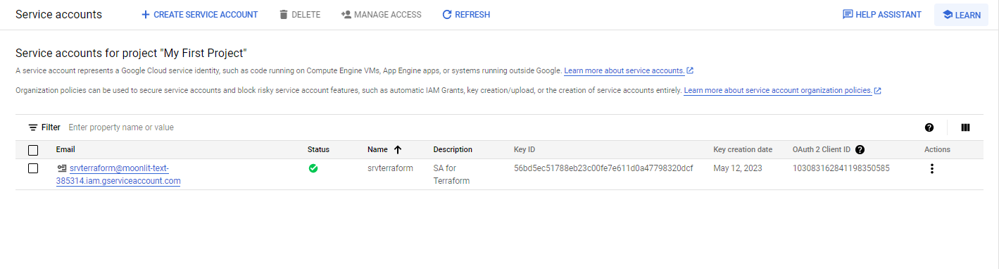 Service accounts
CREATE SERVICE ACCOUNT
DELETE
MANAGE ACCESS
REFRESH
HELP ASSISTANT
LEARN
Service accounts for project "My First Project"
A service account represents a Google Cloud service identity, such as code running on Compute Engine VMs, App Engine apps, or systems running outside Google. Learn more about service accounts.
Organization policies can be used to secure service accounts and block risky service account features, such as automatic IAM Grants, key creation/upload, or the creation of service accounts entirely. Learn more about service account organization policies.
Filter Enter property name or value
Email Status Name Description Key ID Key creation date OAuth 2 Client ID Actions
srvterraform@moonlit-text- srvterraform SA for 56bd5ec51788eb23c00fe7e611d0a47798320dcf May 12, 2023 103083162841198350585
385314.iam.gserviceaccount.com Terraform